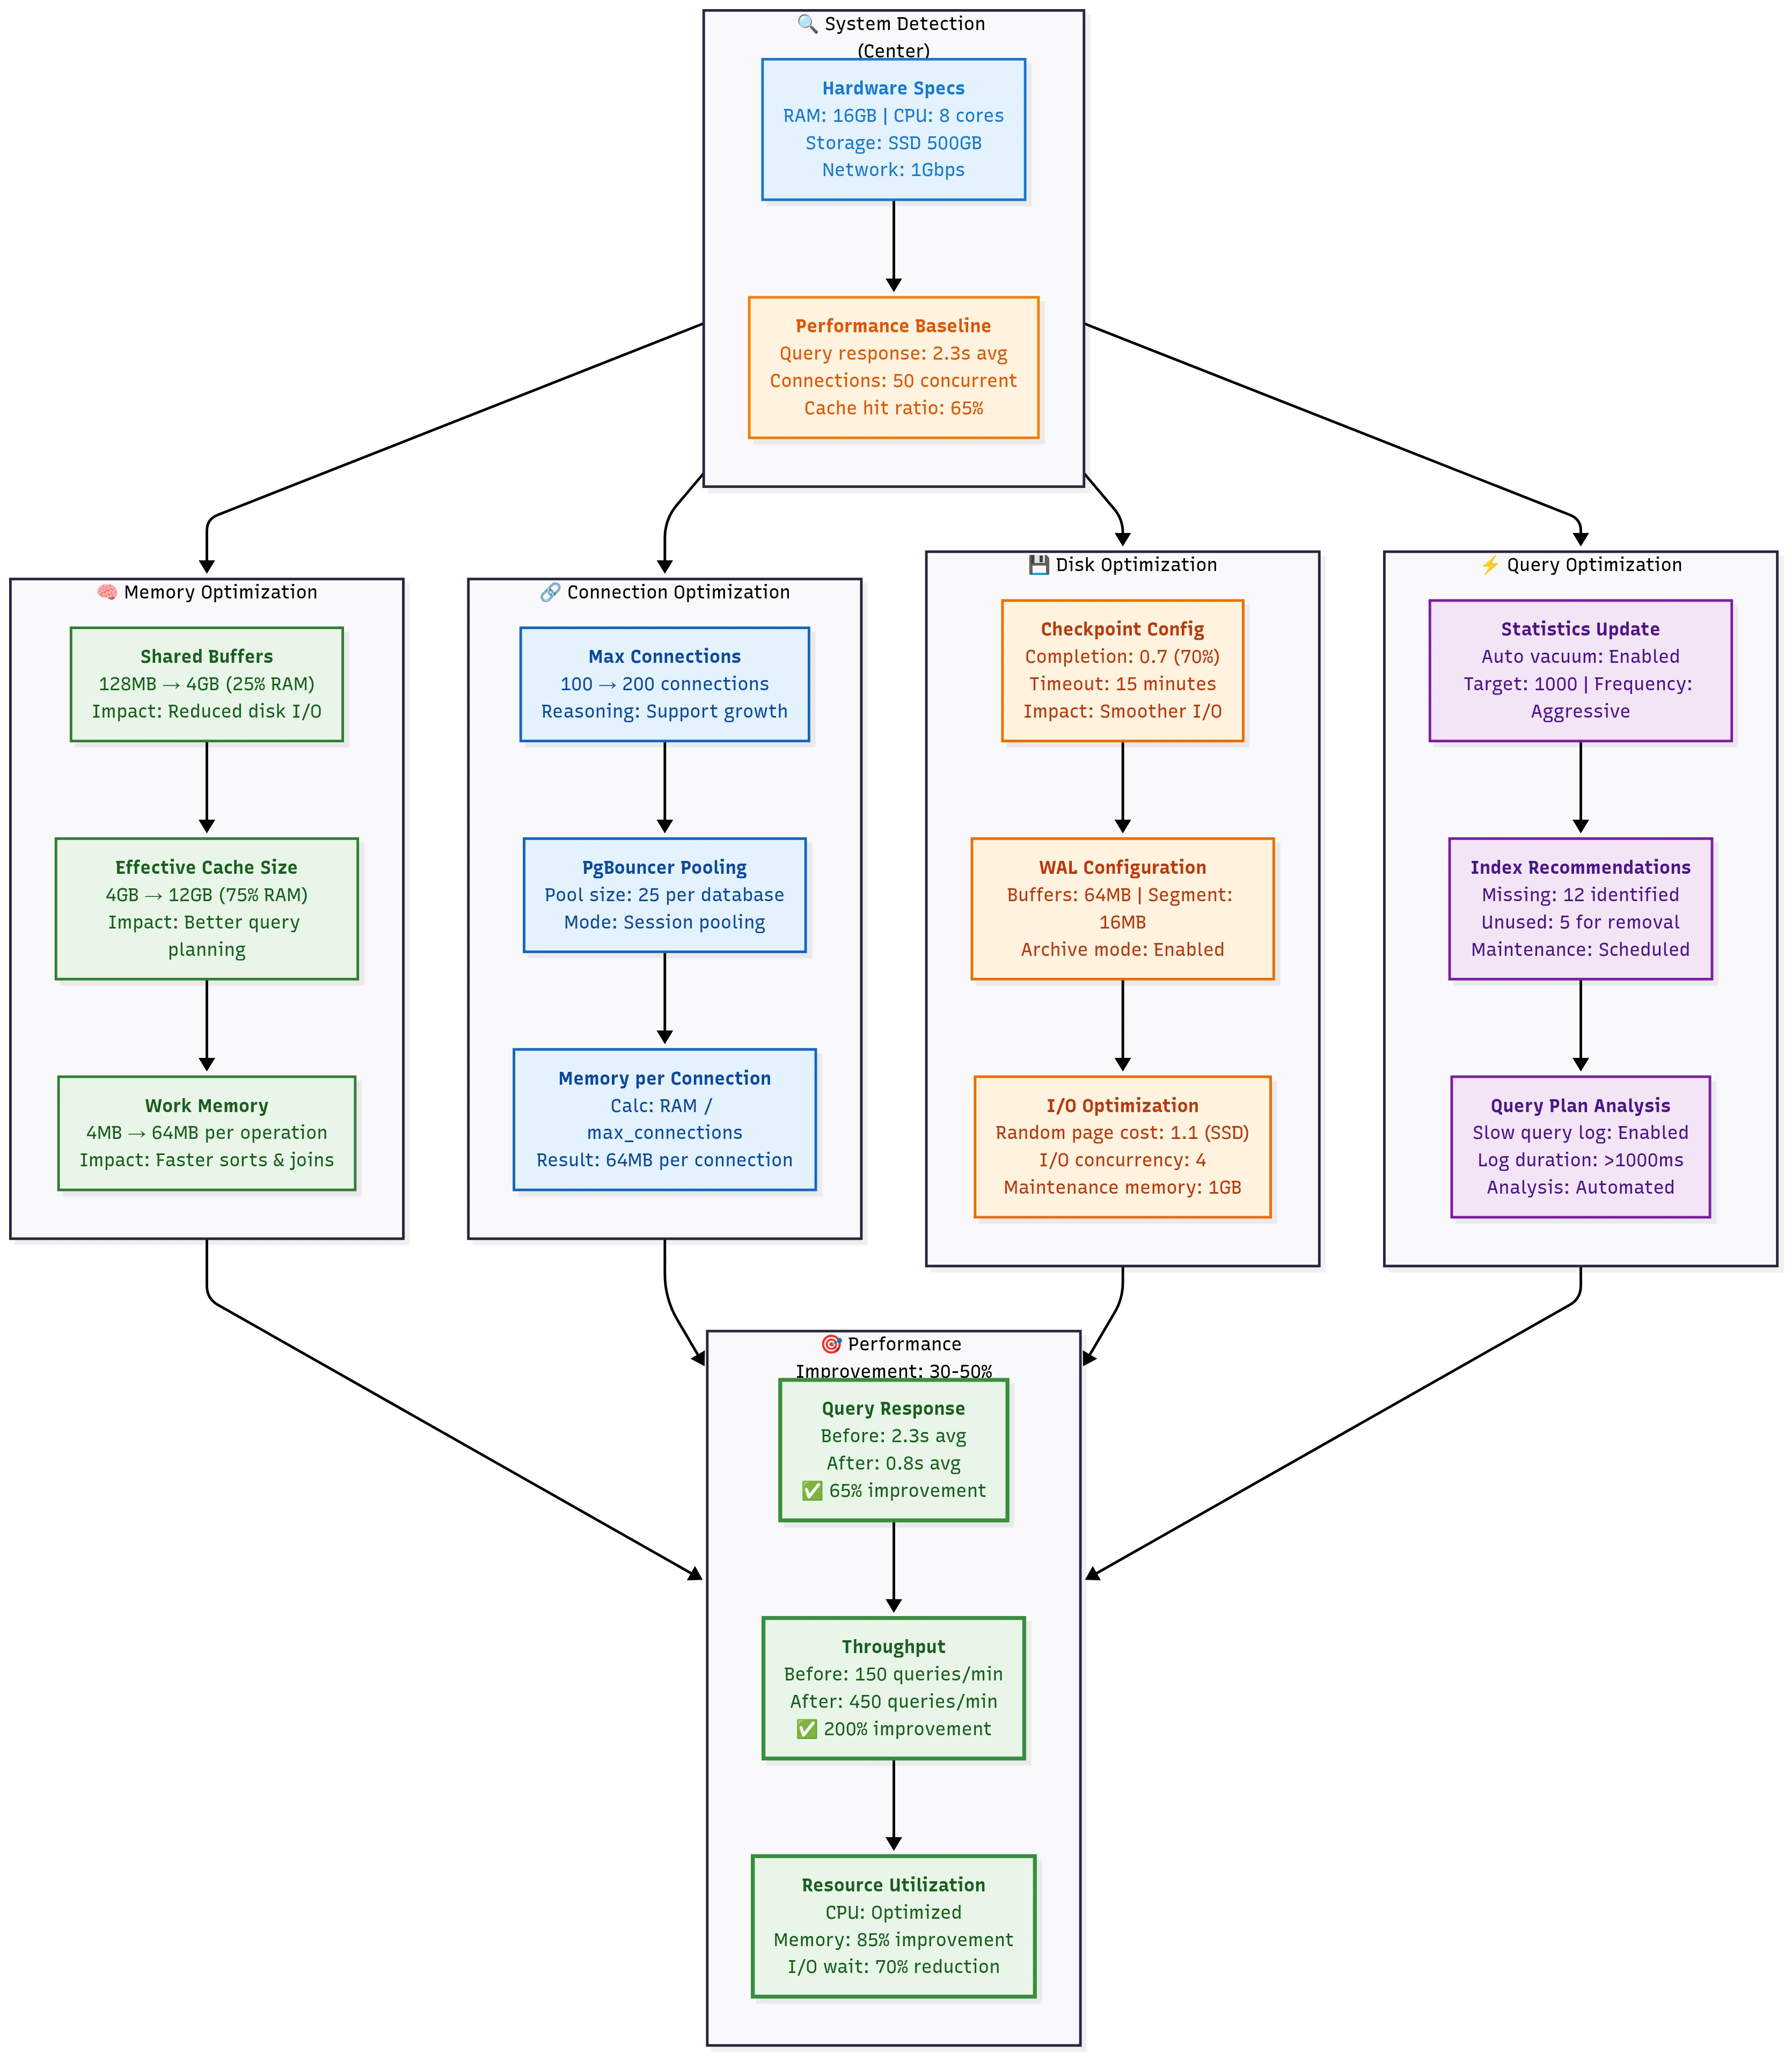 🔍 System Detection
(Center)
Hardware Specs
RAM: 16GB | CPU: 8 cores
Storage: SSD 500GB
Network: 1Gbps
Performance Baseline
Query response: 2.3s avg
Connections: 50 concurrent
Cache hit ratio: 65%
🧠 Memory Optimization
Shared Buffers
128MB → 4GB (25% RAM)
Impact: Reduced disk I/O
Effective Cache Size
4GB → 12GB (75% RAM)
Impact: Better query
planning
Work Memory
4MB → 64MB per operation
Impact: Faster sorts & joins
🔗 Connection Optimization
Max Connections
100 → 200 connections
Reasoning: Support growth
PgBouncer Pooling
Pool size: 25 per database
Mode: Session pooling
Memory per Connection
Calc: RAM /
max_connections
Result: 64MB per connection
💾 Disk Optimization
Checkpoint Config
Completion: 0.7 (70%)
Timeout: 15 minutes
Impact: Smoother I/O
WAL Configuration
Buffers: 64MB | Segment:
16MB
Archive mode: Enabled
I/O Optimization
Random page cost: 1.1 (SSD)
I/O concurrency: 4
Maintenance memory: 1GB
⚡ Query Optimization
Statistics Update
Auto vacuum: Enabled
Target: 1000 | Frequency:
Aggressive
Index Recommendations
Missing: 12 identified
Unused: 5 for removal
Maintenance: Scheduled
Query Plan Analysis
Slow query log: Enabled
Log duration: >1000ms
Analysis: Automated
🎯 Performance
Improvement: 30-50%
Query Response
Before: 2.3s avg
After: 0.8s avg
✅ 65% improvement
Throughput
Before: 150 queries/min
After: 450 queries/min
✅ 200% improvement
Resource Utilization
CPU: Optimized
Memory: 85% improvement
I/O wait: 70% reduction